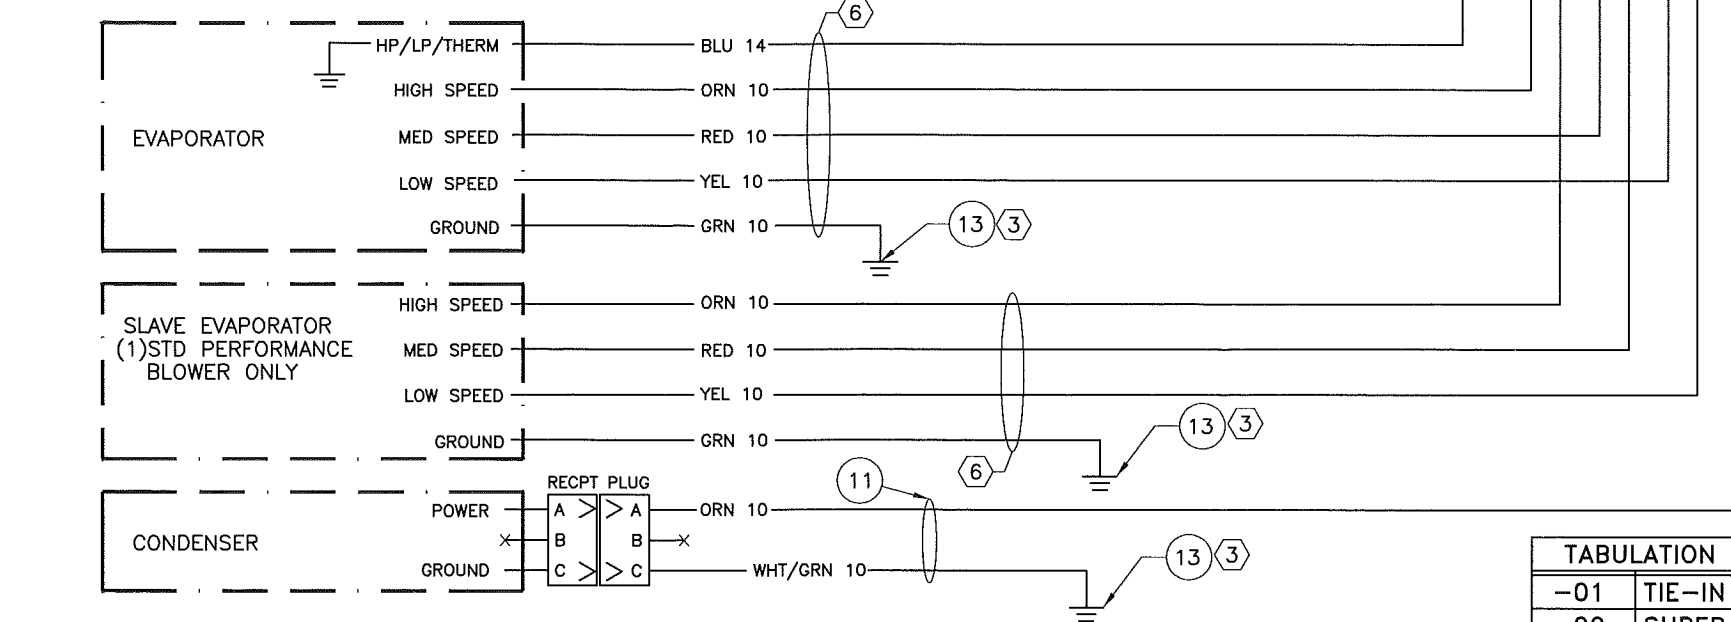 6
HP/LP/THERM BLU 14
HIGH SPEED ORN 10
EVAPORATOR MED SPEED RED 10
LOW SPEED YEL 10
GROUND GRN 10 13 3
HIGH SPEED ORN 10
SLAVE EVAPORATOR
(1)STD PERFORMANCE MED SPEED RED 10
BLOWER ONLY
LOW SPEED YEL 10
13 3
GROUND GRN 10
6
RECPT PLUG 11
POWER A A ORN 10
CONDENSER B B
13 3
GROUND C C WHT/GRN 10
TABULATION
-01 TIE-IN